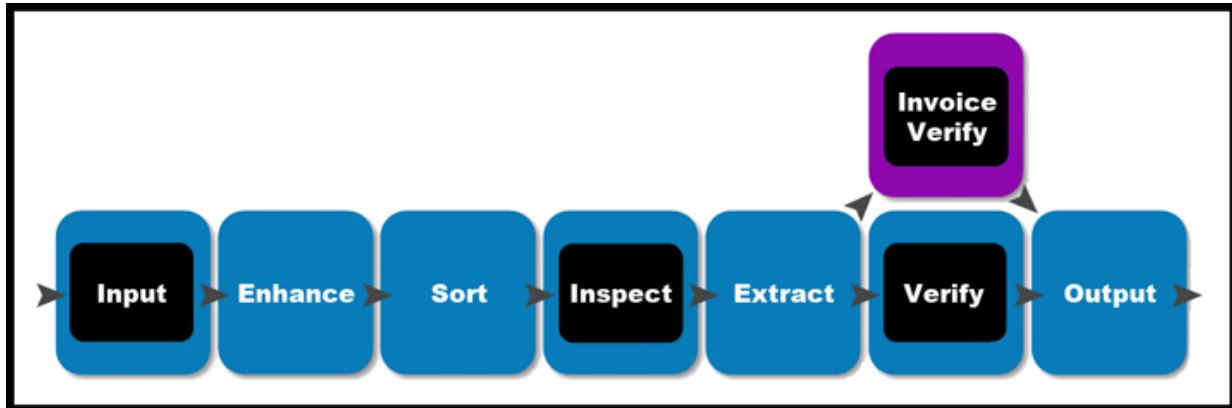 Invoice
Verify
Input
Enhance
Sort
Inspect
Extract
Verify
Output